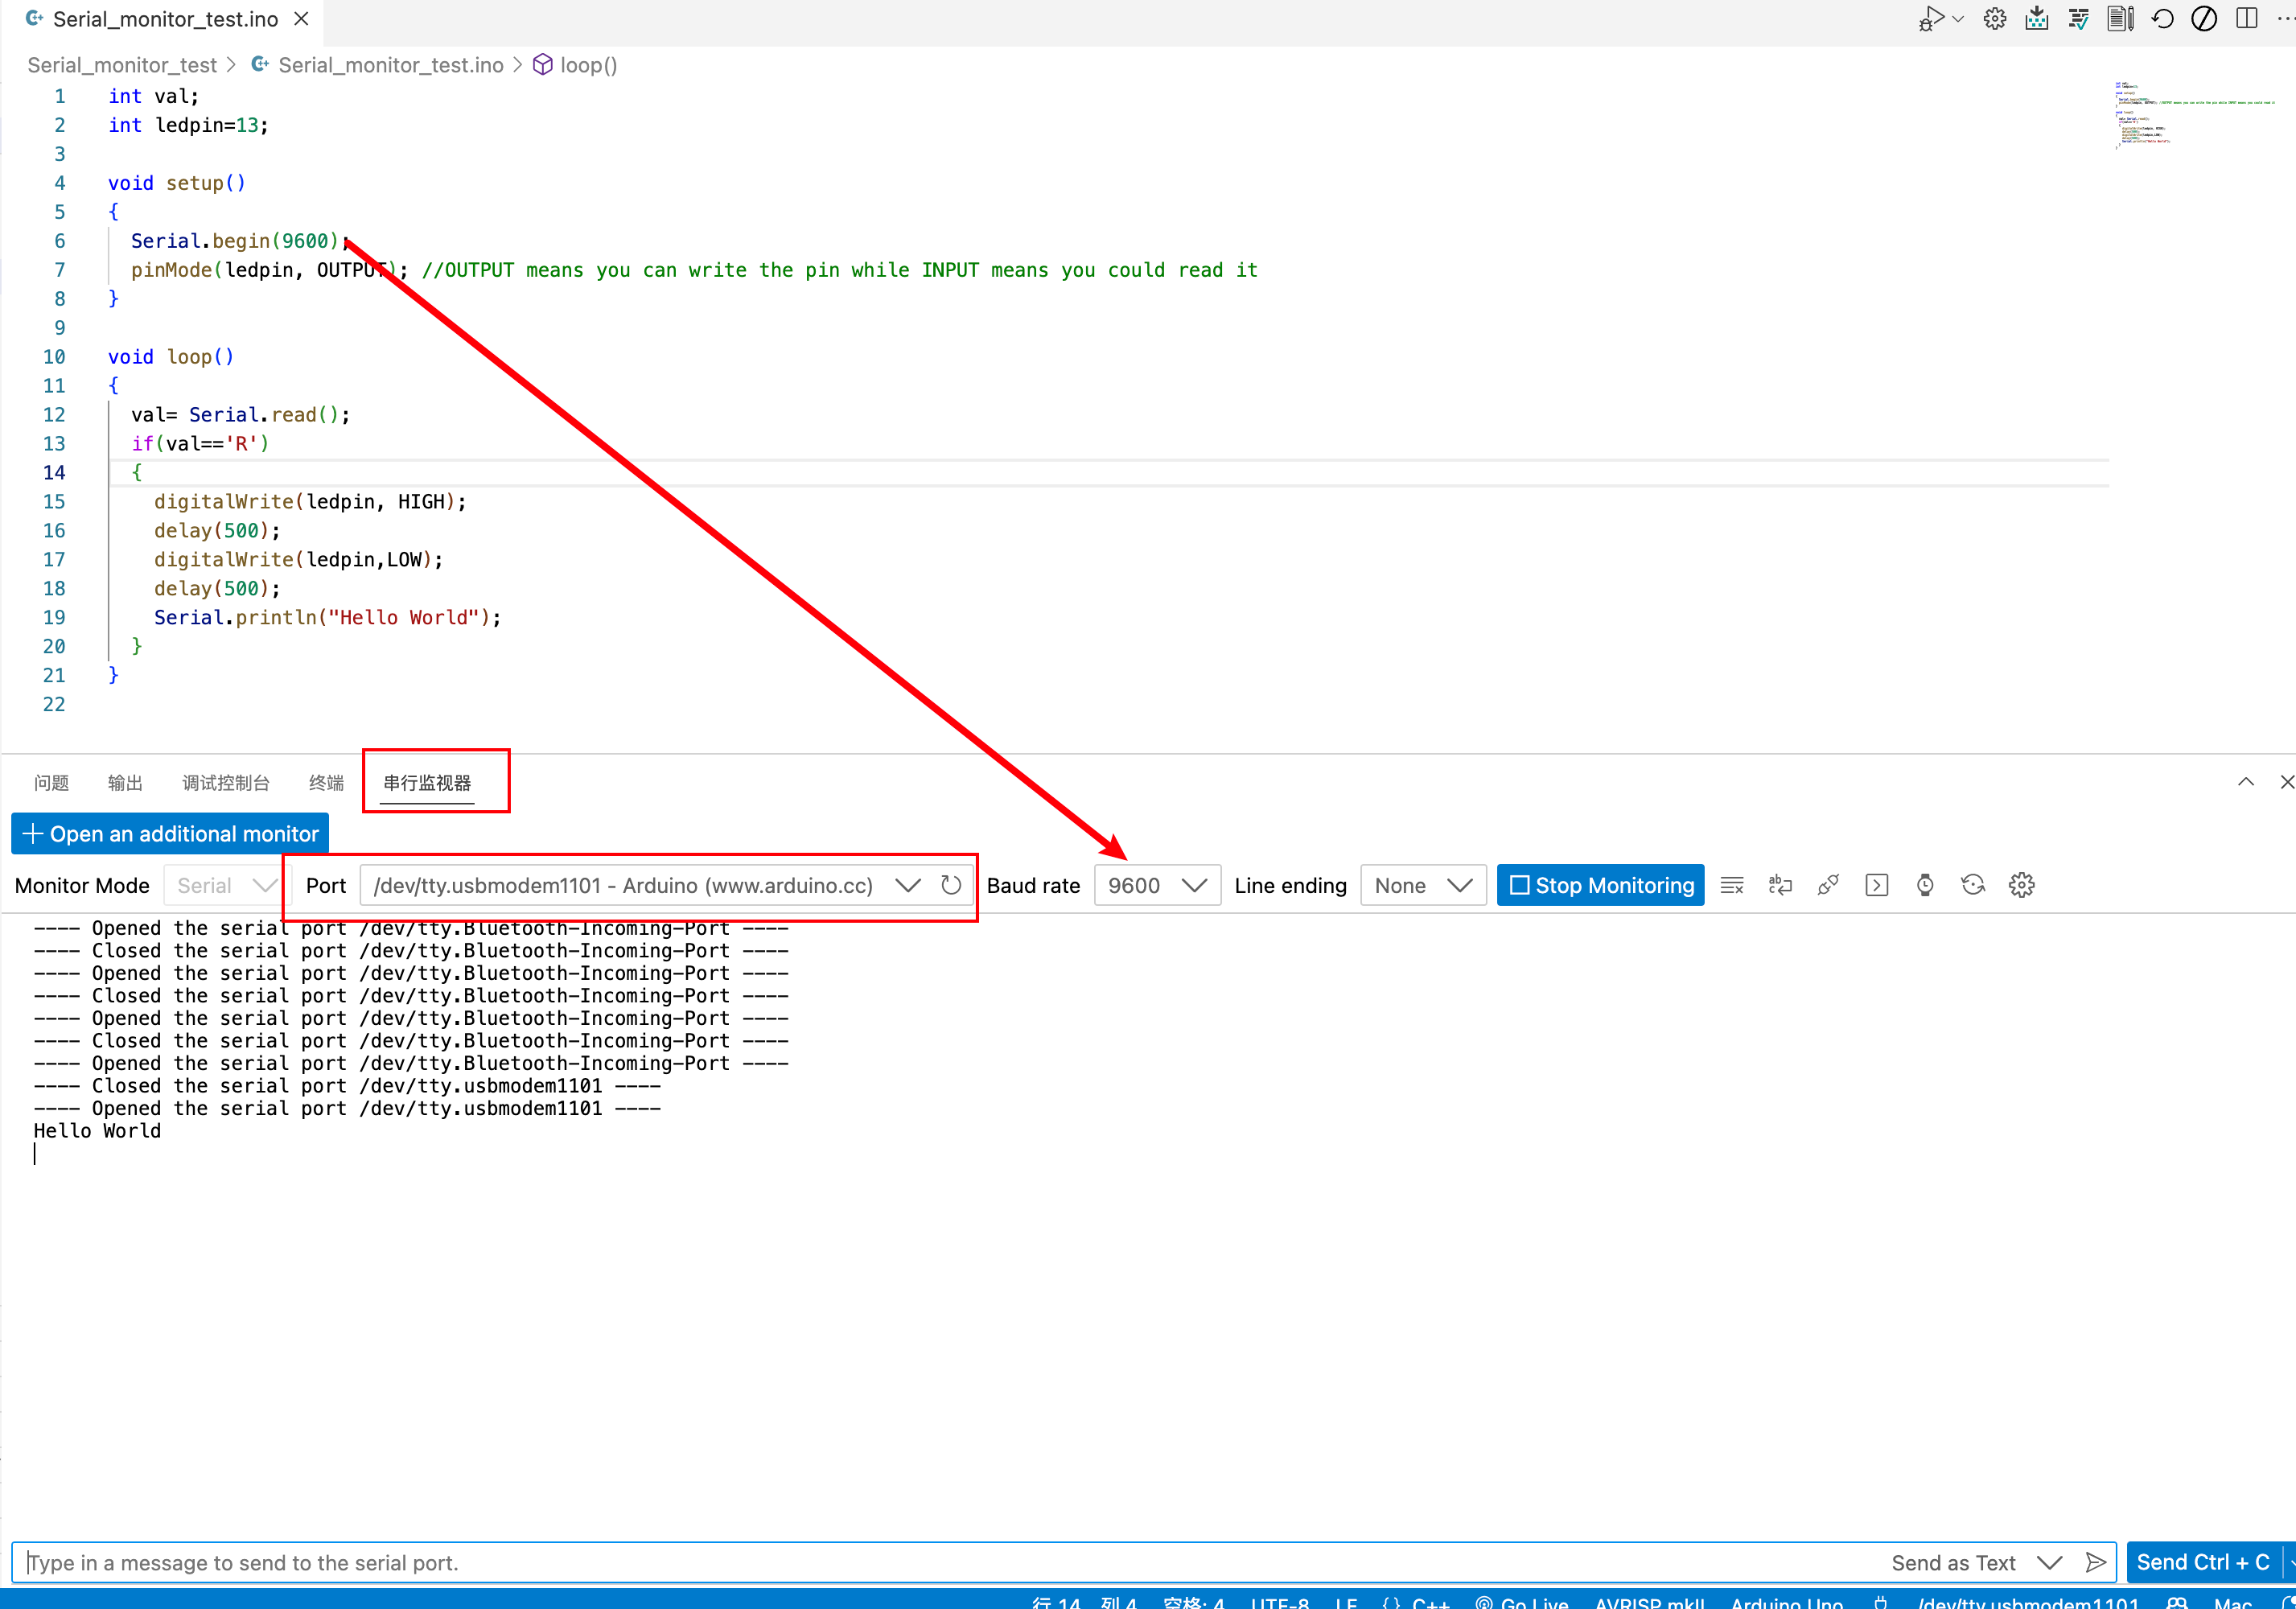 Serial_monitor_test.ino
Serial_monitor_test > Serial_monitor_test.ino > loop()
1 int val;
2 int ledpin=13;
3
4 void setup()
5 {
6 Serial.begin(9600);
7 pinMode(ledpin, OUTPUT); //OUTPUT means you can write the pin while INPUT means you could read it
8 }
9
10 void loop()
11 {
12 val= Serial.read();
13 if(val=='R')
14 {
15 digitalWrite(ledpin, HIGH);
16 delay(500);
17 digitalWrite(ledpin,LOW);
18 delay(500);
19 Serial.println("Hello World");
20 }
21 }
22
问题 输出 调试控制台 终端 串行监视器
Open an additional monitor
Monitor Mode Serial Port /dev/tty.usbmodem1101 - Arduino (www.arduino.cc) Baud rate 9600 Line ending None Stop Monitoring
---- Opened the serial port /dev/tty.Bluetooth-Incoming-Port ----
---- Closed the serial port /dev/tty.Bluetooth-Incoming-Port ----
---- Opened the serial port /dev/tty.Bluetooth-Incoming-Port ----
---- Closed the serial port /dev/tty.Bluetooth-Incoming-Port ----
---- Opened the serial port /dev/tty.Bluetooth-Incoming-Port ----
---- Closed the serial port /dev/tty.Bluetooth-Incoming-Port ----
---- Opened the serial port /dev/tty.Bluetooth-Incoming-Port ----
---- Closed the serial port /dev/tty.usbmodem1101 ----
---- Opened the serial port /dev/tty.usbmodem1101 ----
Hello World
Type in a message to send to the serial port. Send as Text Send Ctrl + C
行 14 列 4 空格: 4 UTF-8 LF {} C++ Go Live AVRISP mkII Arduino Uno /dev/tty.usbmodem1101 Mac